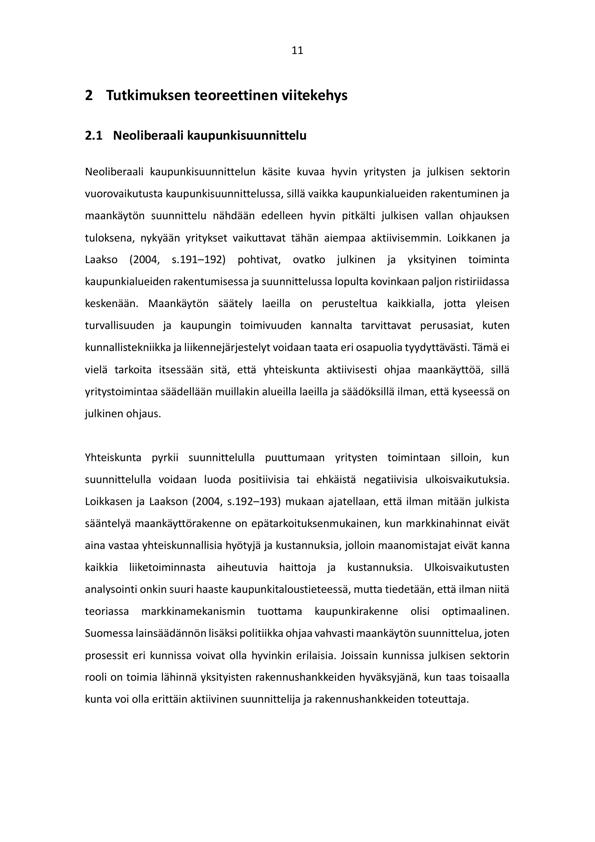 11
2 Tutkimuksen teoreettinen viitekehys
2.1 Neoliberaali kaupunkisuunnittelu
Neoliberaali kaupunkisuunnittelun käsite kuvaa hyvin yritysten ja julkisen sektorin
vuorovaikutusta kaupunkisuunnittelussa, sillä vaikka kaupunkialueiden rakentuminen ja
maankäytön suunnittelu nähdään edelleen hyvin pitkälti julkisen vallan ohjauksen
tuloksena, nykyään yritykset vaikuttavat tähän aiempaa aktiivisemmin. Loikkanen ja
Laakso (2004, s.191–192) pohtivat, ovatko julkinen ja yksityinen toiminta
kaupunkialueiden rakentumisessa ja suunnittelussa lopulta kovinkaan paljon ristiriidassa
keskenään. Maankäytön säätely laeilla on perusteltua kaikkialla, jotta yleisen
turvallisuuden ja kaupungin toimivuuden kannalta tarvittavat perusasiat, kuten
kunnallistekniikka ja liikennejärjestelyt voidaan taata eri osapuolia tyydyttävästi. Tämä ei
vielä tarkoita itsessään sitä, että yhteiskunta aktiivisesti ohjaa maankäyttöä, sillä
yritystoimintaa säädellään muillakin alueilla laeilla ja säädöksillä ilman, että kyseessä on
julkinen ohjaus.
Yhteiskunta pyrkii suunnittelulla puuttumaan yritysten toimintaan silloin, kun
suunnittelulla voidaan luoda positiivisia tai ehkäistä negatiivisia ulkoisvaikutuksia.
Loikkasen ja Laakson (2004, s.192–193) mukaan ajatellaan, että ilman mitään julkista
sääntelyä maankäyttörakenne on epätarkoituksenmukainen, kun markkinahinnat eivät
aina vastaa yhteiskunnallisia hyötyjä ja kustannuksia, jolloin maanomistajat eivät kanna
kaikkia liiketoiminnasta aiheutuvia haittoja ja kustannuksia. Ulkoisvaikutusten
analysointi onkin suuri haaste kaupunkitaloustieteessä, mutta tiedetään, että ilman niitä
teoriassa markkinamekanismin tuottama kaupunkirakenne olisi optimaalinen.
Suomessa lainsäädännön lisäksi politiikka ohjaa vahvasti maankäytön suunnittelua, joten
prosessit eri kunnissa voivat olla hyvinkin erilaisia. Joissain kunnissa julkisen sektorin
rooli on toimia lähinnä yksityisten rakennushankkeiden hyväksyjänä, kun taas toisaalla
kunta voi olla erittäin aktiivinen suunnittelija ja rakennushankkeiden toteuttaja.